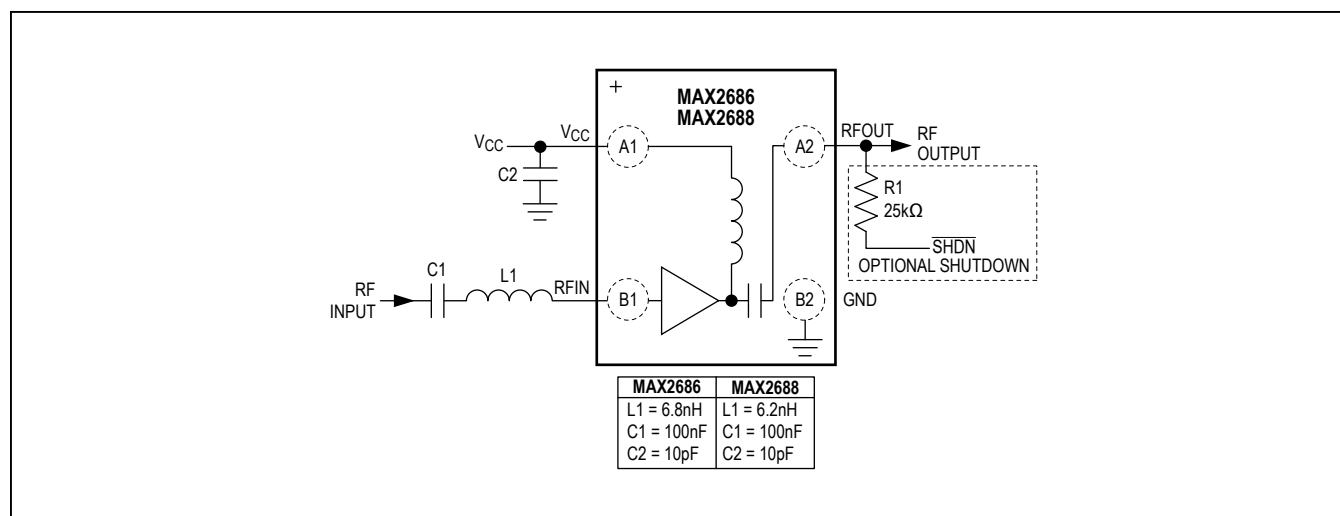 +
MAX2686
MAX2688
VCC
VCC
A1
A2
RFOUT
RF
OUTPUT
C2
R1
25kΩ
SHDN
OPTIONAL SHUTDOWN
C1
L1
RFIN
RF
INPUT
B1
B2
GND
MAX2686 MAX2688
L1 = 6.8nH L1 = 6.2nH
C1 = 100nF C1 = 100nF
C2 = 10pF C2 = 10pF